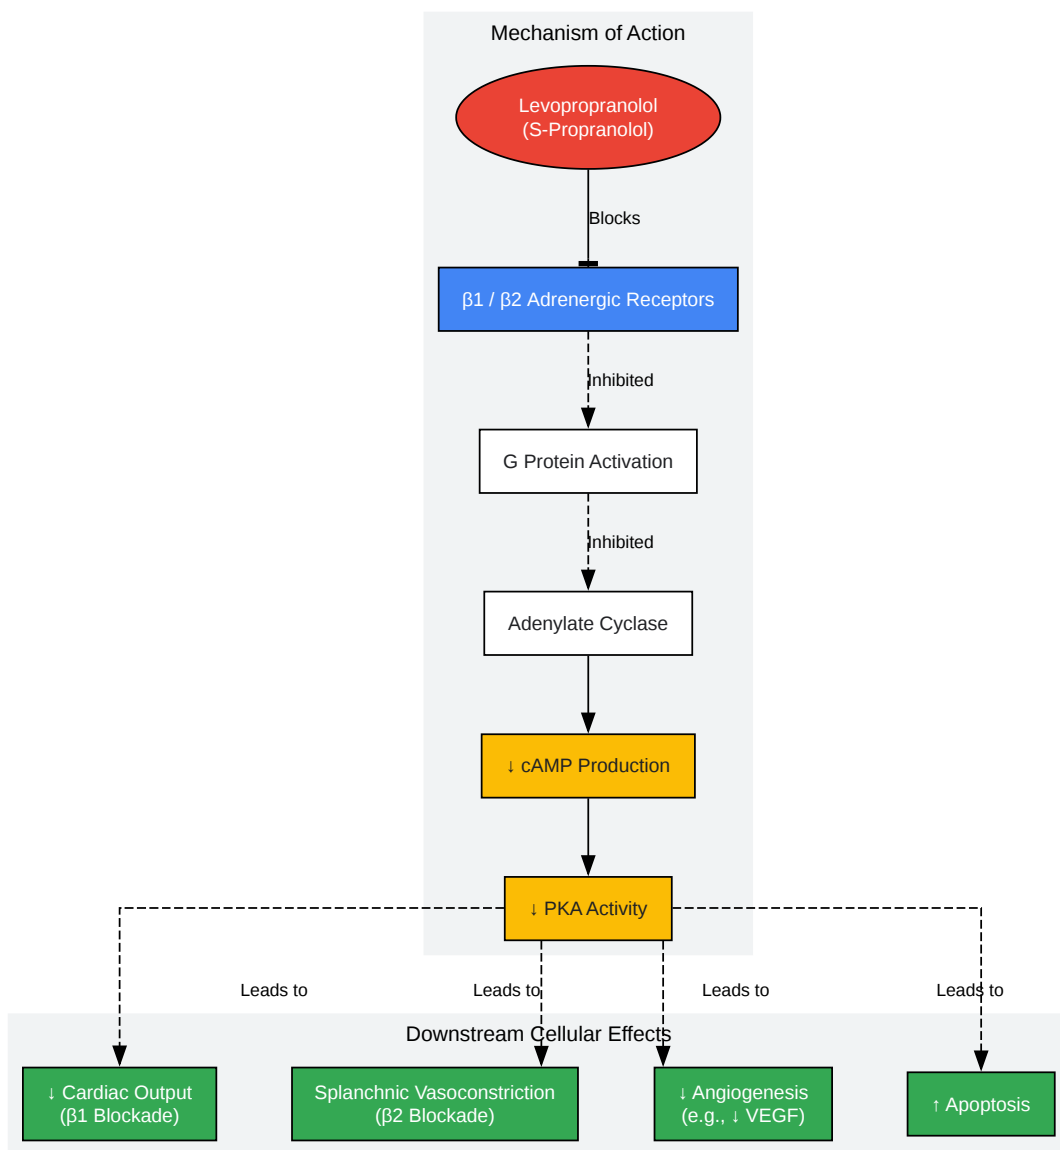 Mechanism of Action
Levopropranolol
(S-Propranolol)
Blocks
β1 / β2 Adrenergic Receptors
Inhibited
G Protein Activation
Inhibited
Adenylate Cyclase
↓ cAMP Production
↓ PKA Activity
Leads to
Leads to
Leads to
Leads to
Downstream Cellular Effects
↓ Cardiac Output
(β1 Blockade)
Splanchnic Vasoconstriction
(β2 Blockade)
↓ Angiogenesis
(e.g., ↓ VEGF)
↑ Apoptosis